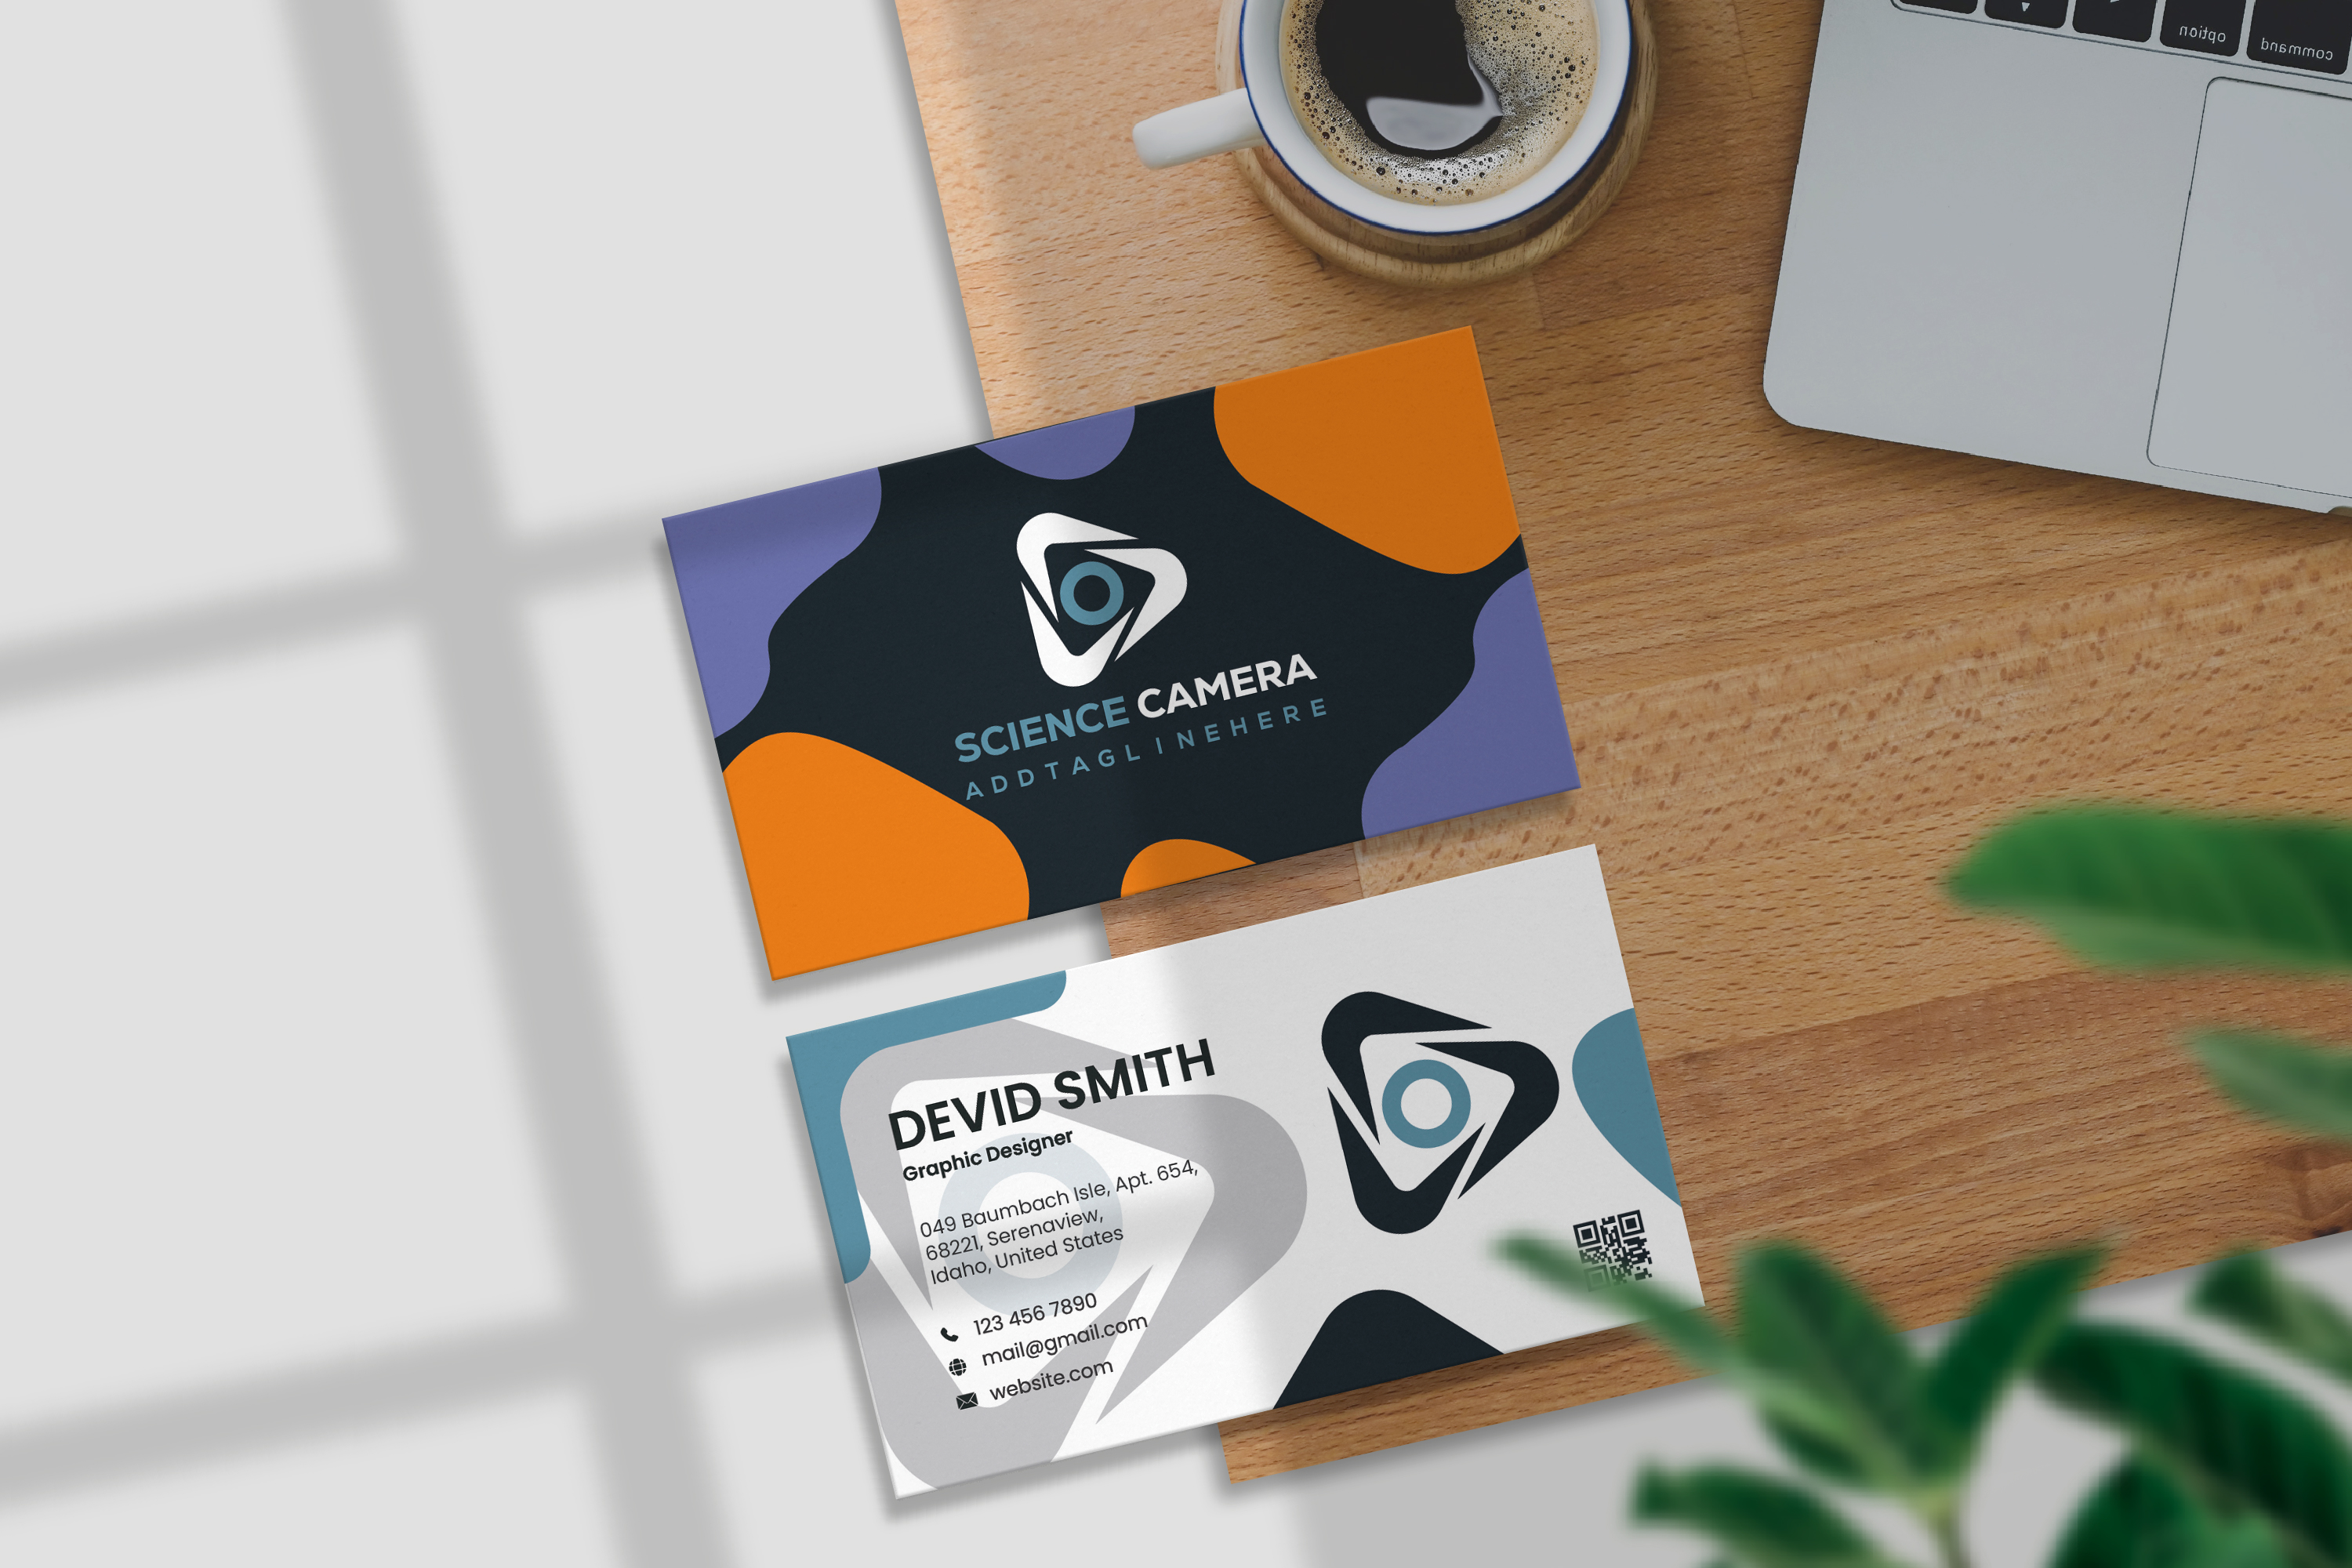 option
command
SCIENCE CAMERA
ADDTAGLINEHERE
DEVID SMITH
Graphic Designer
049 Baumbach Isle, Apt. 654,
68221, Serenaview,
Idaho, United States
123 456 7890
mail@gmail.com
website.com